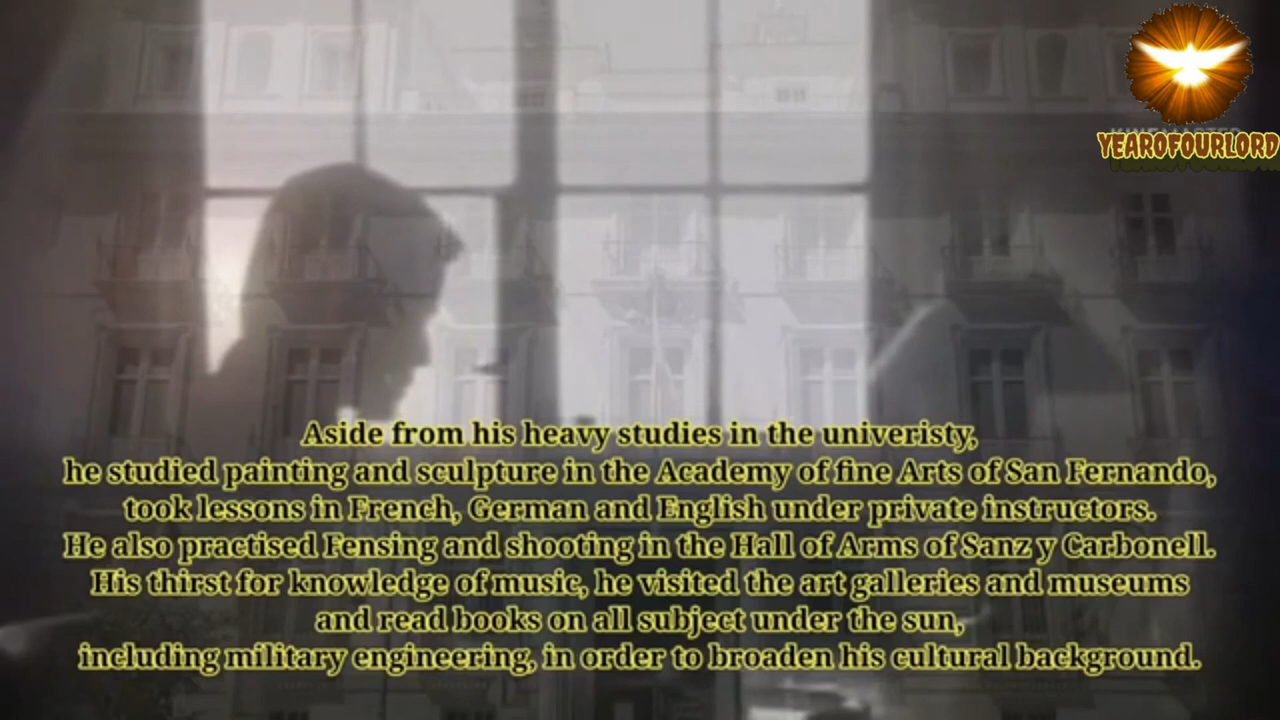 YEAROFOURLORD
Aside from his heavy studies in the univeristy,
he studied painting and sculpture in the Academy of fine Arts of San Fernando,
took lessons in French, German and English under private instructors.
He also practised Fensing and shooting in the Hall of Arms of Sanz y Carbonell.
His thirst for knowledge of music, he visited the art galleries and museums
and read books on all subject under the sun,
including military engineering, in order to broaden his cultural background.